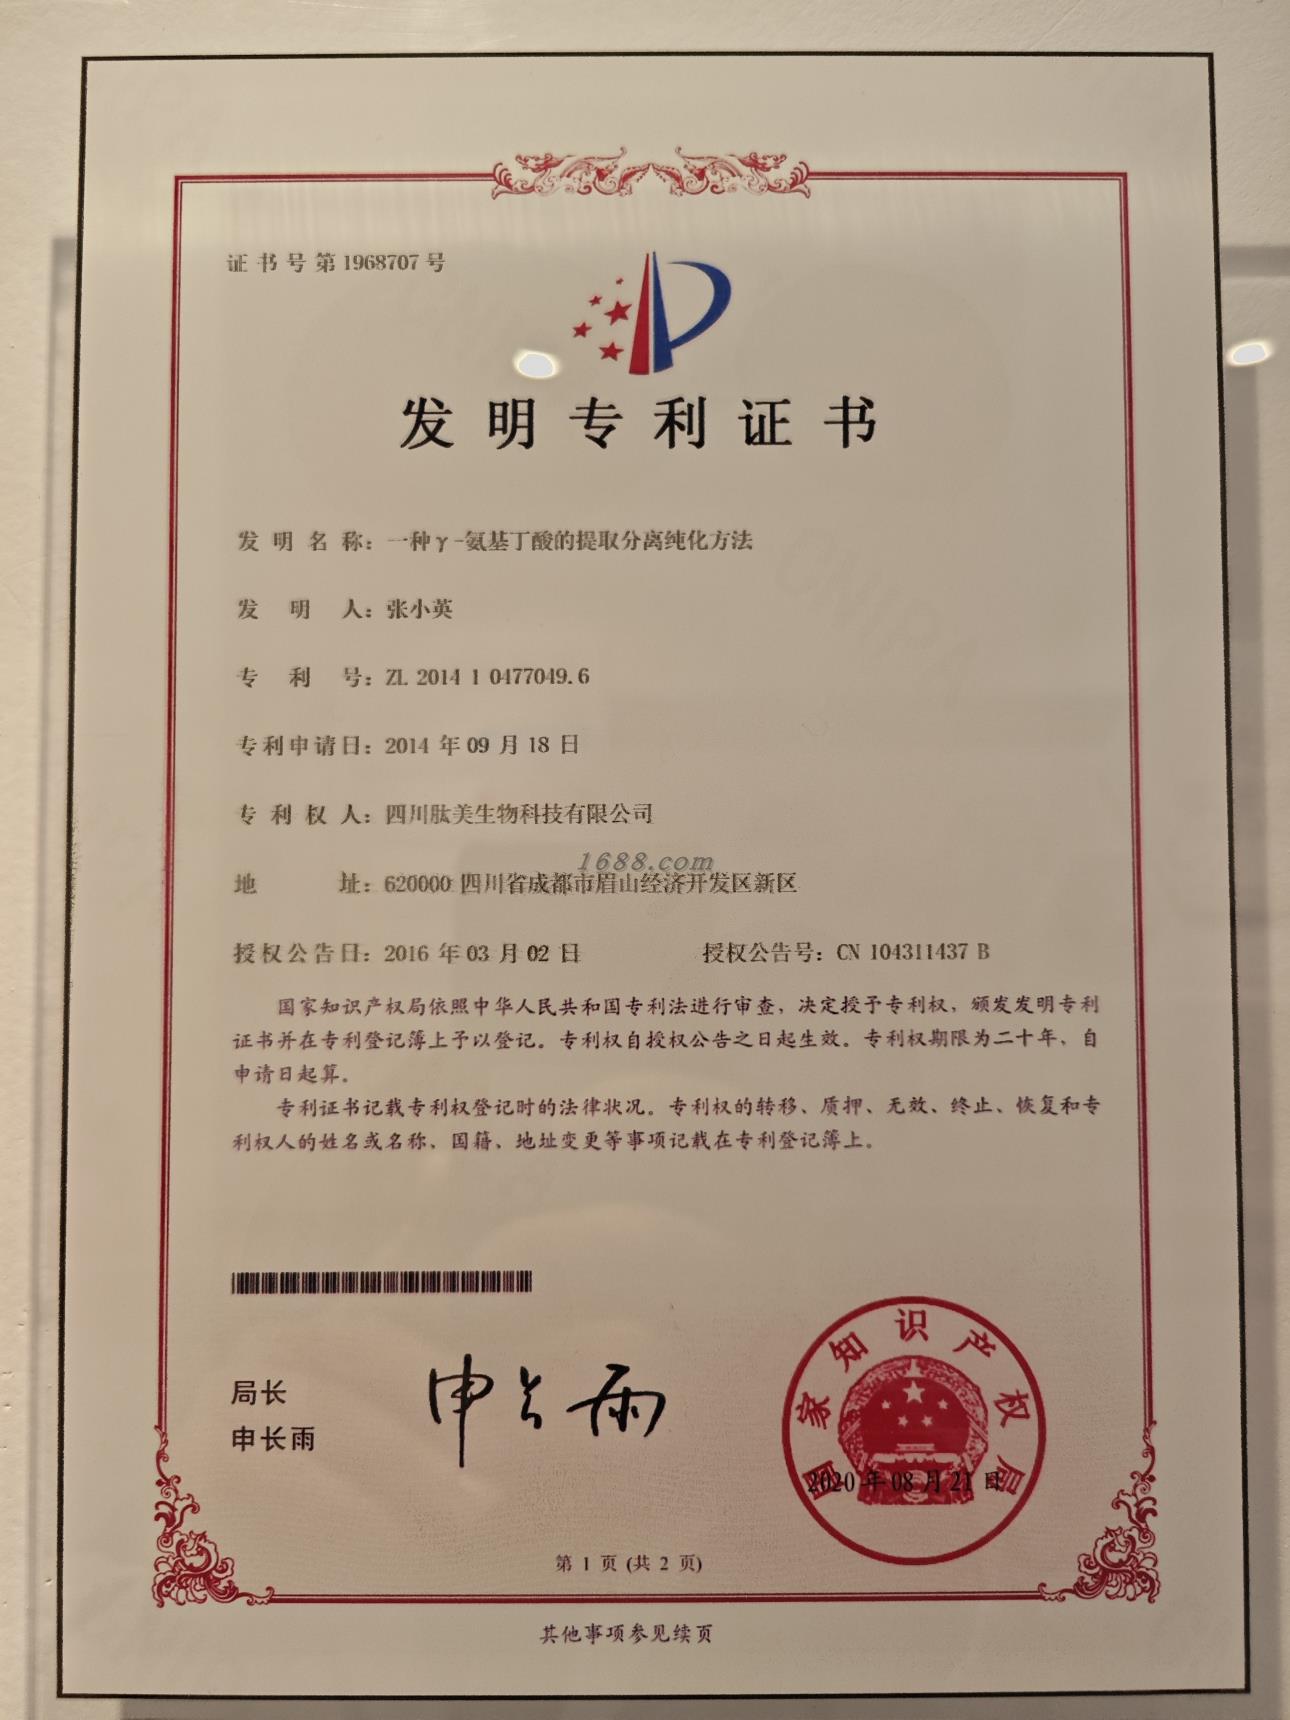 证书号第1968707号
发明专利证书
发明名称：一种γ-氨基丁酸的提取分离纯化方法
发明人：张小英
专利号：ZL 2014 1 0477049.6
专利申请日：2014年09月18日
专利权人：四川肽美生物科技有限公司
1688.com
地址：620000 四川省成都市眉山经济开发区新区
授权公告日：2016年03月02日 授权公告号：CN 104311437 B
国家知识产权局依照中华人民共和国专利法进行审查，决定授予专利权，颁发发明专利
证书并在专利登记簿上予以登记。专利权自授权公告之日起生效。专利权期限为二十年，自
申请日起算。
专利证书记载专利权登记时的法律状况。专利权的转移、质押、无效、终止、恢复和专
利权人的姓名或名称、国籍、地址变更等事项记载在专利登记簿上。
局长
申长雨
申长雨
国家知识产权局
2020年08月21日
第 1 页 (共 2 页)
其他事项参见续页